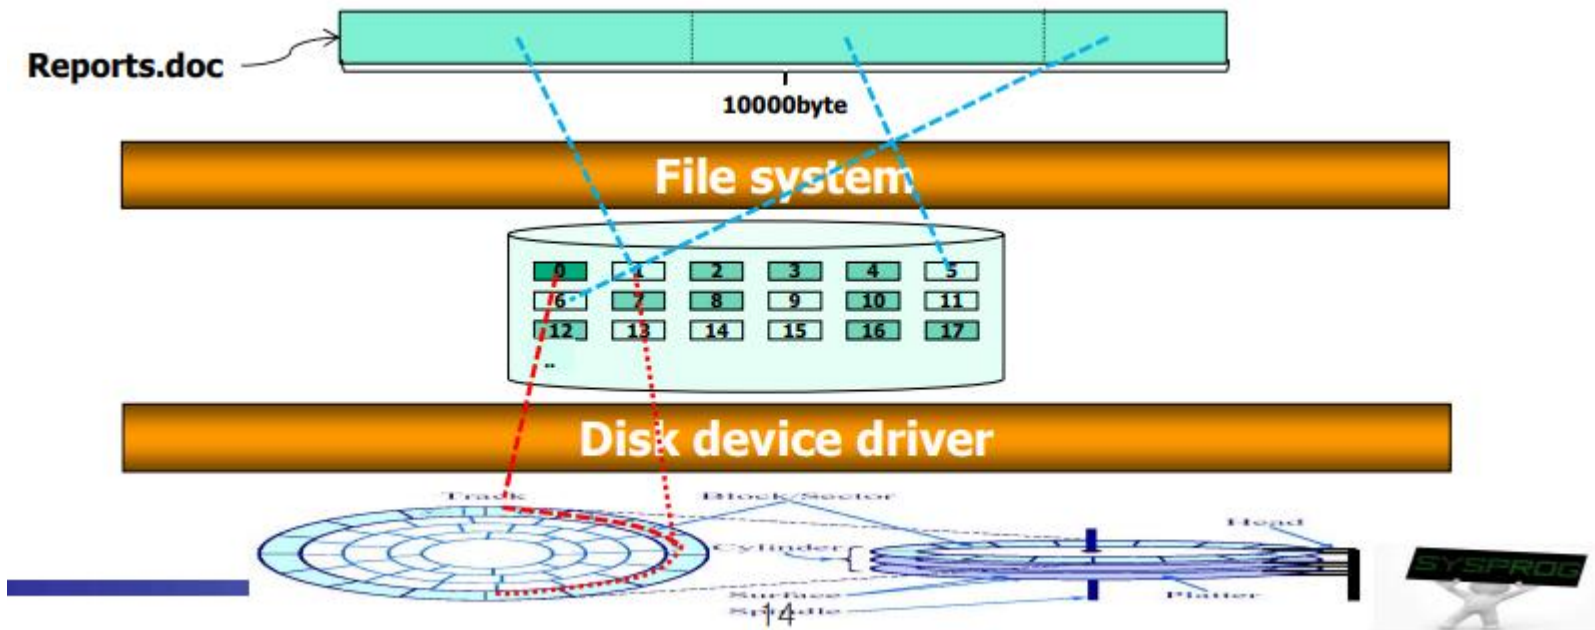 Reports.doc
10000byte
File system
0 1 2 3 4 5
6 7 8 9 10 11
12 13 14 15 16 17
..
Disk device driver
Track
Block/Sector
Head
Cylinder
Surface
Platter
Spindle
14
SYSPROG